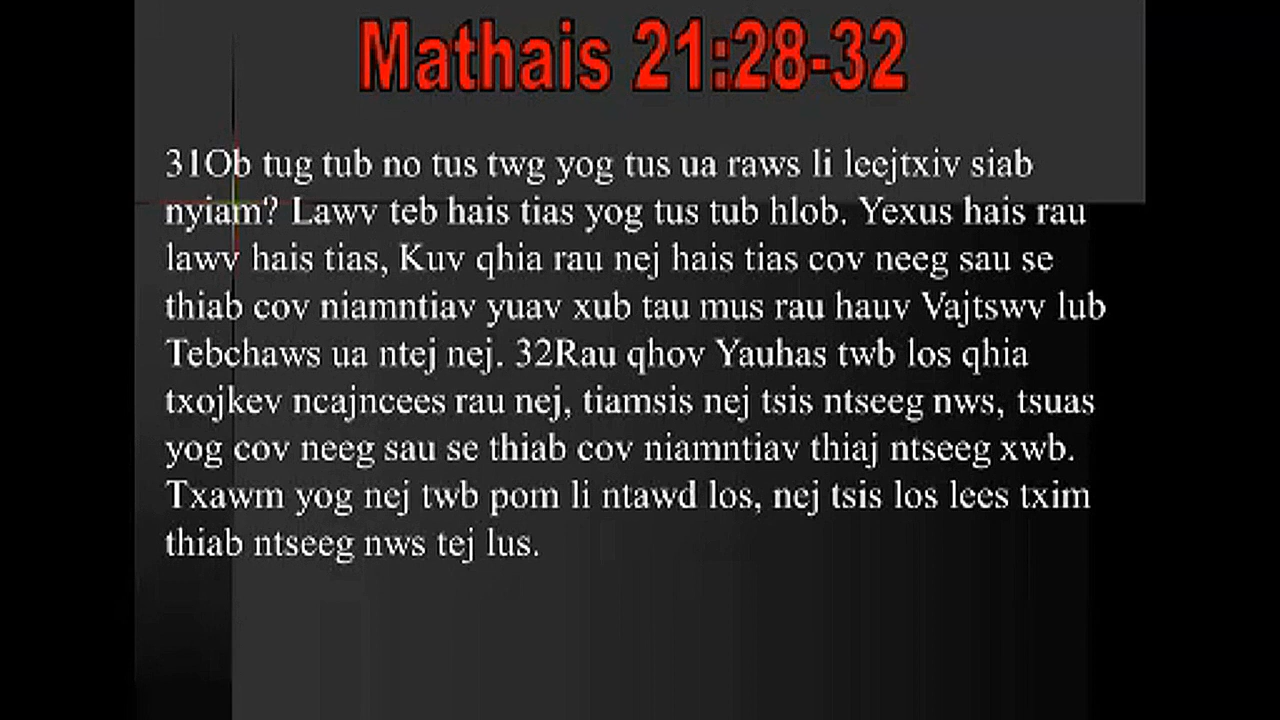 Mathais 21:28-32
31Ob tug tub no tus twg yog tus ua raws li leejtxiv siab
nyiam? Lawv teb hais tias yog tus tub hlob. Yexus hais rau
lawv hais tias, Kuv qhia rau nej hais tias cov neeg sau se
thiab cov niamntiav yuav xub tau mus rau hauv Vajtswv lub
Tebchaws ua ntej nej. 32Rau qhov Yauhas twb los qhia
txojkev ncajncees rau nej, tiamsis nej tsis ntseeg nws, tsuas
yog cov neeg sau se thiab cov niamntiav thiaj ntseeg xwb.
Txawm yog nej twb pom li ntawd los, nej tsis los lees txim
thiab ntseeg nws tej lus.